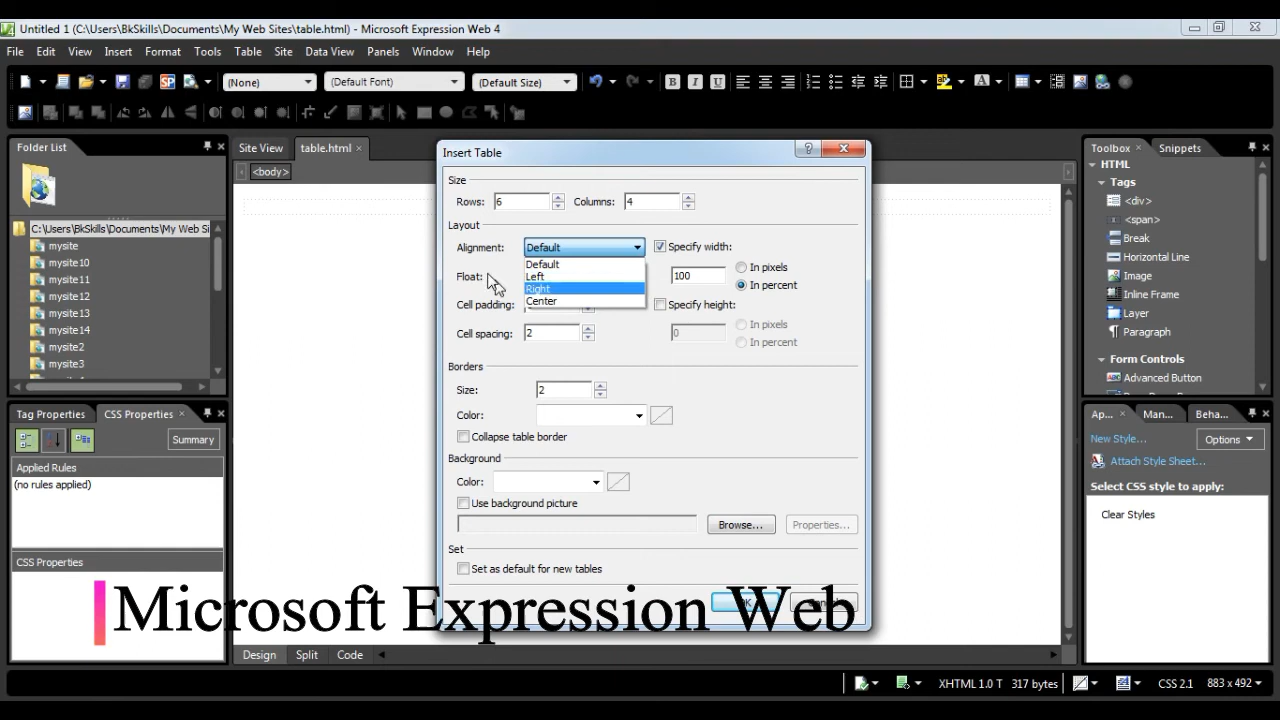 Untitled 1 (C:\Users\BkSkills\Documents\My Web Sites\table.html) - Microsoft Expression Web 4
File Edit View Insert Format Tools Table Site Data View Panels Window Help
(None) (Default Font) (Default Size)
Folder List
C:\Users\BkSkills\Documents\My Web Si
mysite
mysite10
mysite11
mysite12
mysite13
mysite14
mysite2
mysite3
Tag Properties CSS Properties
Summary
Applied Rules
(no rules applied)
CSS Properties
Site View table.html
<body>
Insert Table
Size
Rows: 6 Columns: 4
Layout
Alignment: Default Specify width:
Default
Left
Right
Center
Float:
100 In pixels
In percent
Cell padding: Specify height:
Cell spacing: 2 0 In pixels
In percent
Borders
Size: 2
Color:
Collapse table border
Background
Color:
Use background picture
Browse... Properties...
Set
Set as default for new tables
Microsoft Expression Web
Design Split Code
Toolbox Snippets
HTML
Tags
<div>
<span>
Break
Horizontal Line
Image
Inline Frame
Layer
Paragraph
Form Controls
Advanced Button
Ap... Man... Beha...
New Style... Options
Attach Style Sheet...
Select CSS style to apply:
Clear Styles
XHTML 1.0 T 317 bytes CSS 2.1 883 x 492